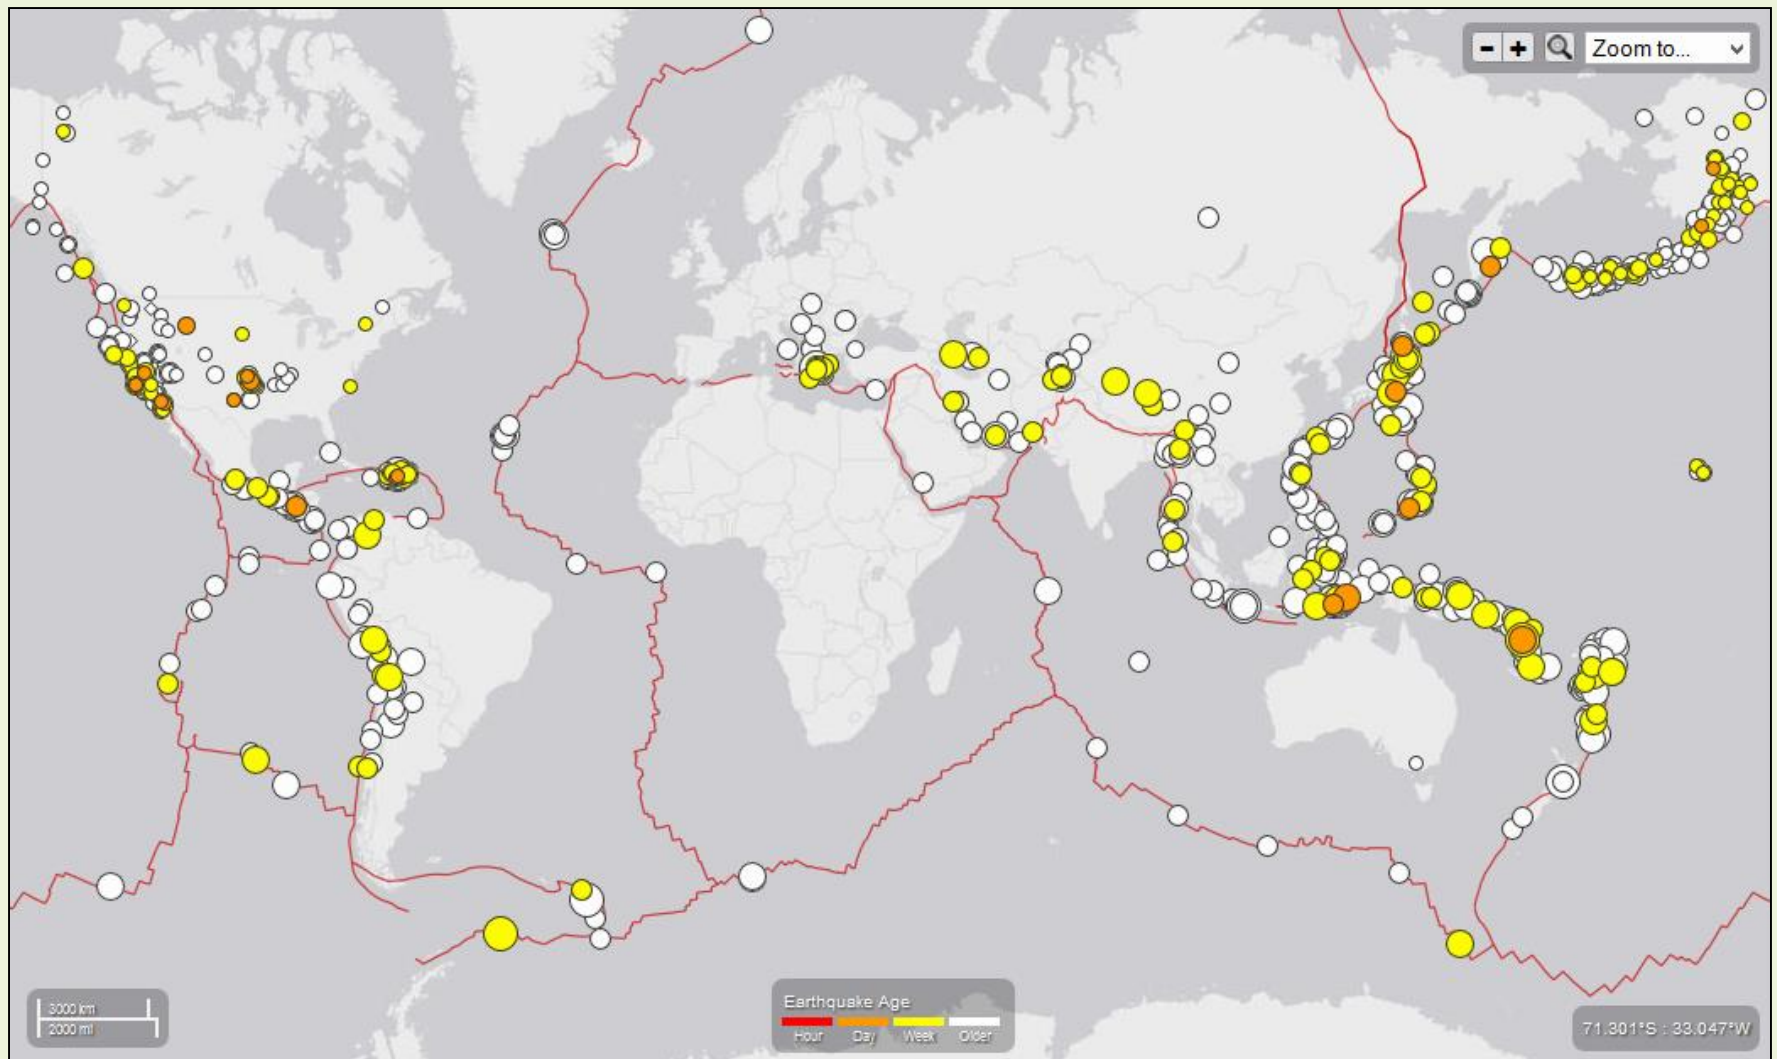 Zoom to...
3000 km
2000 mi
Earthquake Age
Hour Day Week Older
71.301°S : 33.047°W